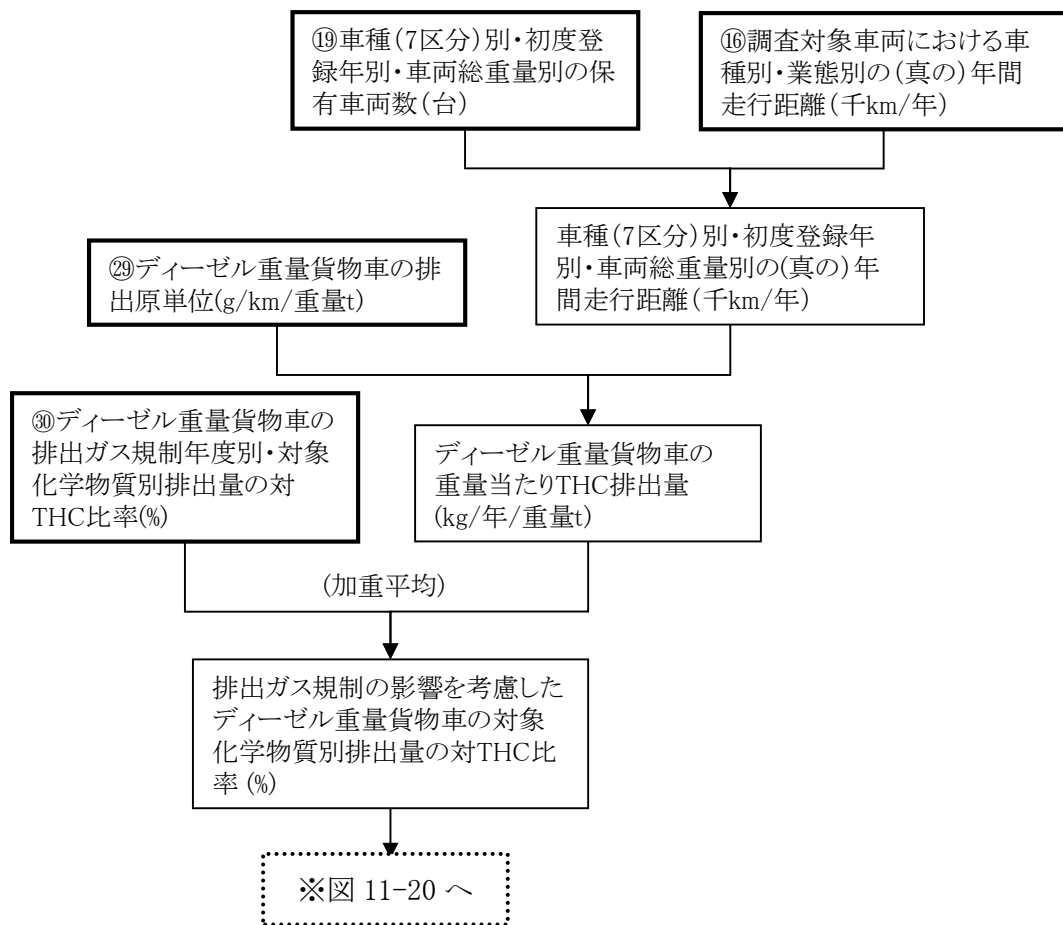 ⑲車種(7区分)別・初度登
録年別・車両総重量別の保
有車両数(台)
⑯調査対象車両における車
種別・業態別の(真の)年間
走行距離(千km/年)
車種(7区分)別・初度登録年
別・車両総重量別の(真の)年
間走行距離(千km/年)
㉙ディーゼル重量貨物車の排
出原単位(g/km/重量t)
㉚ディーゼル重量貨物車の
排出ガス規制年度別・対象
化学物質別排出量の対
THC比率(%)
ディーゼル重量貨物車の
重量当たりTHC排出量
(kg/年/重量t)
(加重平均)
排出ガス規制の影響を考慮した
ディーゼル重量貨物車の対象
化学物質別排出量の対THC比
率(%)
※図 11-20 へ